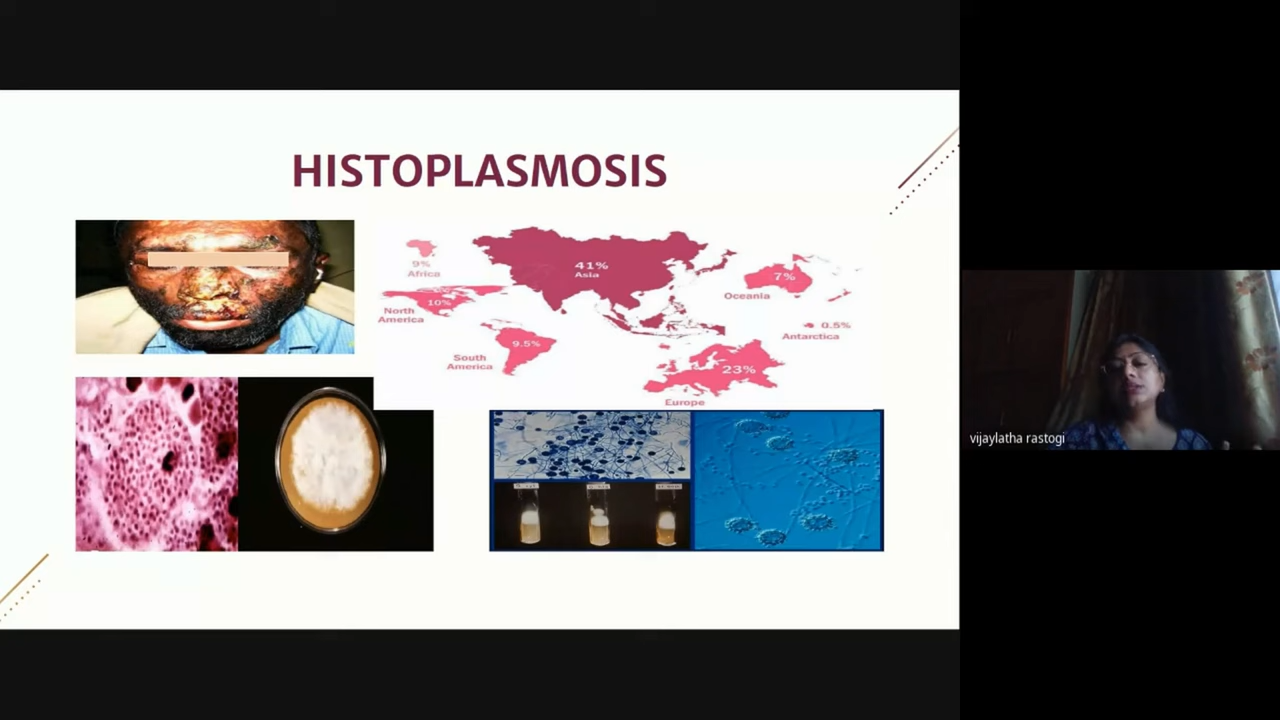 HISTOPLASMOSIS
9%
Africa
41%
Asia
7%
Oceania
10%
North
America
0.5%
Antarctica
9.5%
South
America
23%
Europe
vijaylatha rastogi